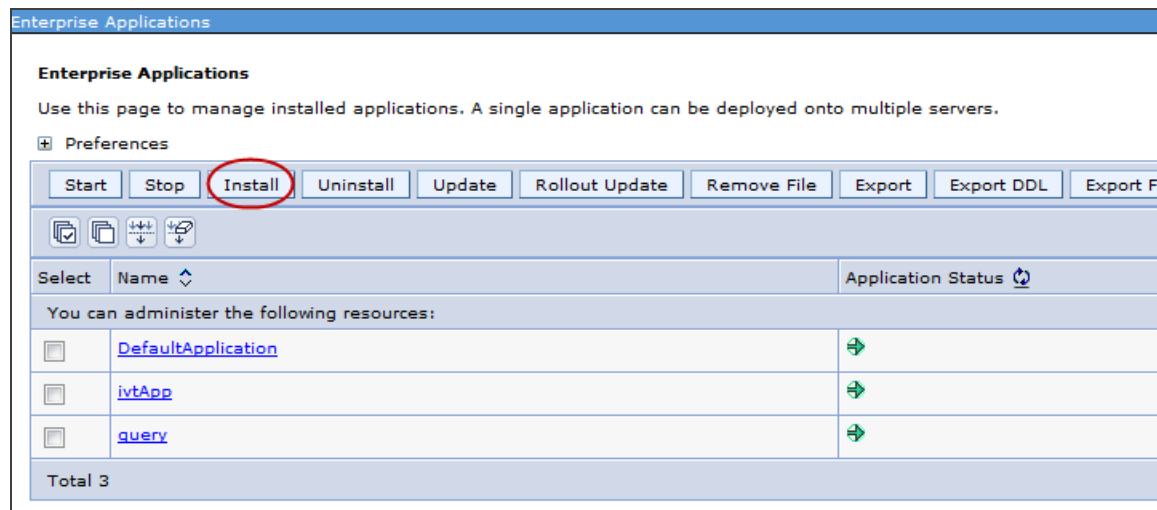 Enterprise Applications
Enterprise Applications
Use this page to manage installed applications. A single application can be deployed onto multiple servers.
Preferences
Start Stop Install Uninstall Update Rollout Update Remove File Export Export DDL Export F
Select Name Application Status
You can administer the following resources:
DefaultApplication
ivtApp
query
Total 3